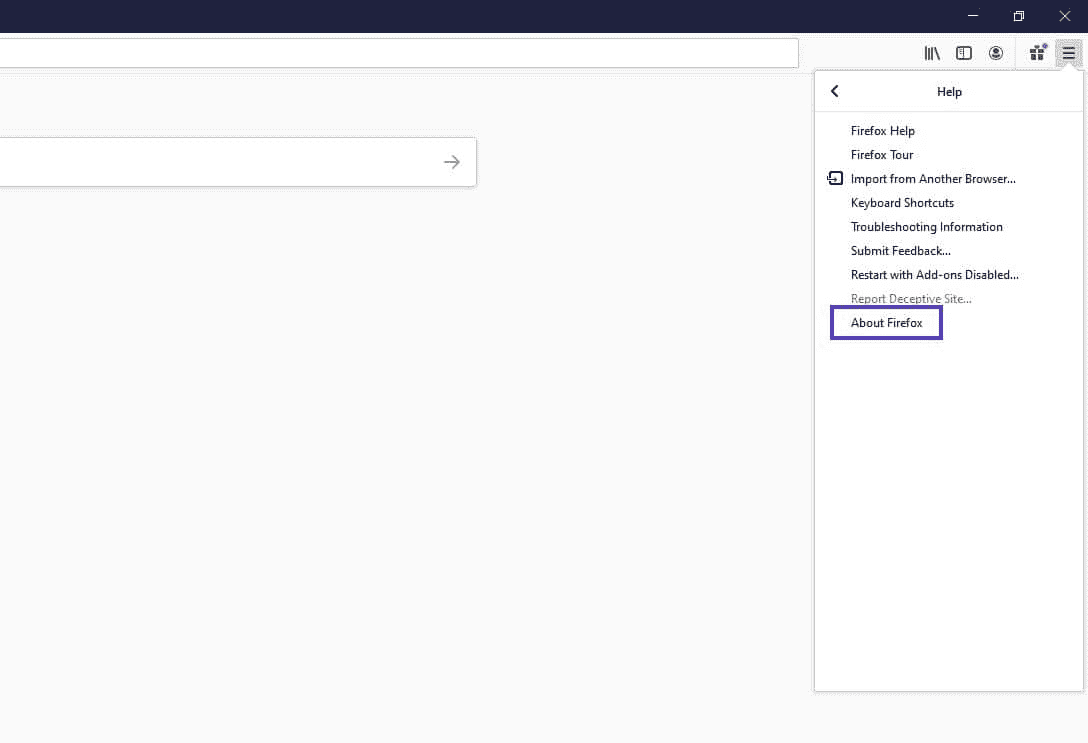 Help
Firefox Help
Firefox Tour
Import from Another Browser...
Keyboard Shortcuts
Troubleshooting Information
Submit Feedback...
Restart with Add-ons Disabled...
Report Deceptive Site...
About Firefox